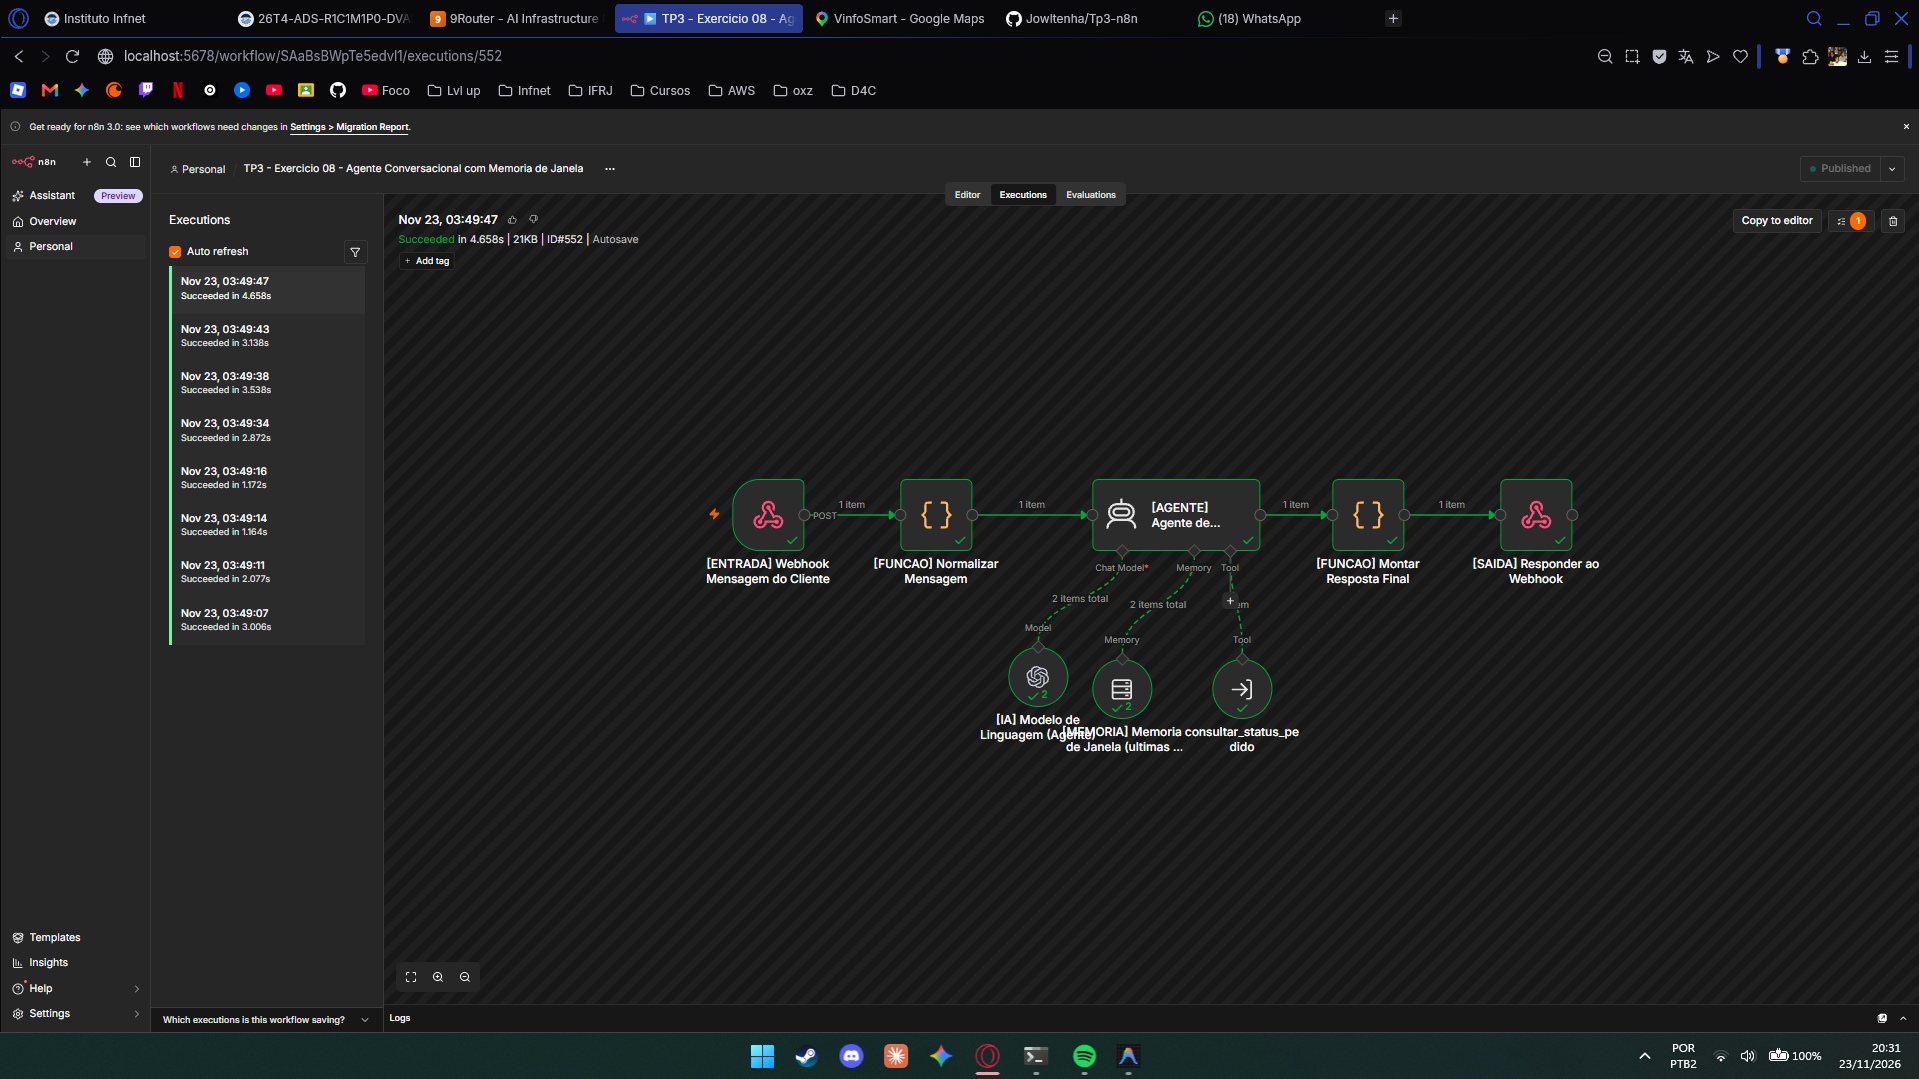 Instituto Infnet
26T4-ADS-R1C1M1P0-DVA
9Router - AI Infrastructure
TP3 - Exercicio 08 - Ag
VinfoSmart - Google Maps
Jowltenha/Tp3-n8n
(18) WhatsApp
localhost:5678/workflow/SAaBsBWpTe5edvl1/executions/552
Foco
Lvl up
Infnet
IFRJ
Cursos
AWS
oxz
D4C
Get ready for n8n 3.0: see which workflows need changes in Settings > Migration Report.
n8n
Personal
TP3 - Exercicio 08 - Agente Conversacional com Memoria de Janela
Published
Assistant
Preview
Overview
Personal
Editor
Executions
Evaluations
Executions
Auto refresh
Nov 23, 03:49:47
Succeeded in 4.658s
Nov 23, 03:49:43
Succeeded in 3.138s
Nov 23, 03:49:38
Succeeded in 3.538s
Nov 23, 03:49:34
Succeeded in 2.872s
Nov 23, 03:49:16
Succeeded in 1.172s
Nov 23, 03:49:14
Succeeded in 1.164s
Nov 23, 03:49:11
Succeeded in 2.077s
Nov 23, 03:49:07
Succeeded in 3.006s
Nov 23, 03:49:47
Succeeded in 4.658s | 21KB | ID#552 | Autosave
+ Add tag
Copy to editor
1
POST
1 item
1 item
1 item
1 item
[AGENTE]
Agente de...
[ENTRADA] Webhook
Mensagem do Cliente
[FUNCAO] Normalizar
Mensagem
Chat Model*
Memory
Tool
[FUNCAO] Montar
Resposta Final
[SAIDA] Responder ao
Webhook
2 items total
2 items total
em
Model
Memory
Tool
2
2
[IA] Modelo de
Linguagem (Agente)
[MEMORIA] Memoria
de Janela (ultimas ...
consultar_status_pe
dido
Templates
Insights
Help
Settings
Which executions is this workflow saving?
Logs
POR
PTB2
100%
20:31
23/11/2026